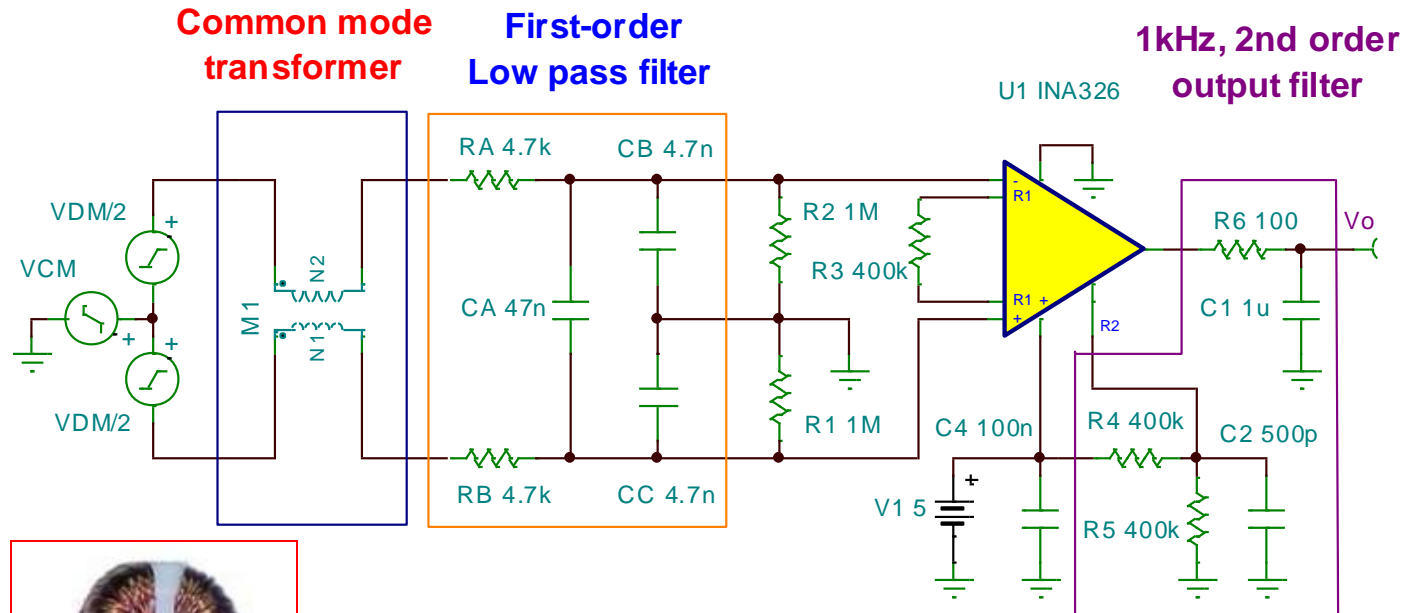 Common mode
transformer
First-order
Low pass filter
1kHz, 2nd order
output filter
U1 INA326
RA 4.7k
CB 4.7n
VDM/2
+
VCM
+
+
VDM/2
M1
N2
N1
CA 47n
R2 1M
R3 400k
R1 1M
RB 4.7k
CC 4.7n
-
R1
R1 +
+
R2
R6 100
Vo
C1 1u
C4 100n
R4 400k
C2 500p
V1 5
+
R5 400k